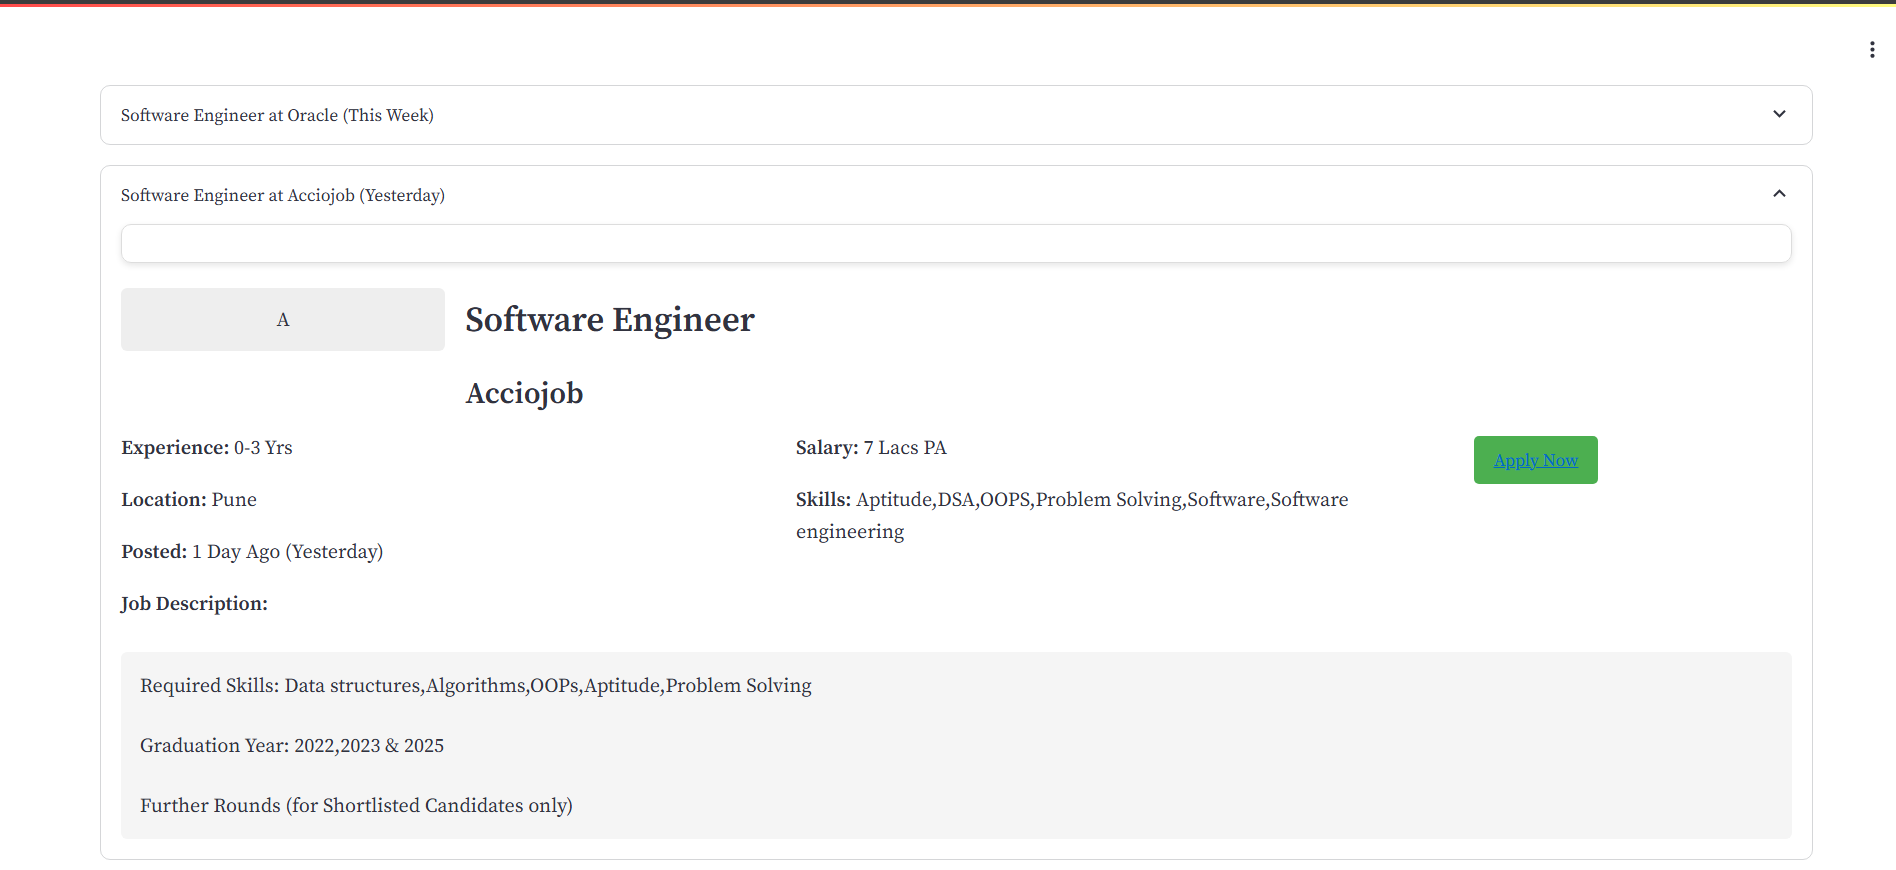 Software Engineer at Oracle (This Week)
Software Engineer at Acciojob (Yesterday)
A
Software Engineer
Acciojob
Experience: 0-3 Yrs
Location: Pune
Posted: 1 Day Ago (Yesterday)
Salary: 7 Lacs PA
Skills: Aptitude,DSA,OOPS,Problem Solving,Software,Software
engineering
Apply Now
Job Description:
Required Skills: Data structures,Algorithms,OOPs,Aptitude,Problem Solving
Graduation Year: 2022,2023 & 2025
Further Rounds (for Shortlisted Candidates only)